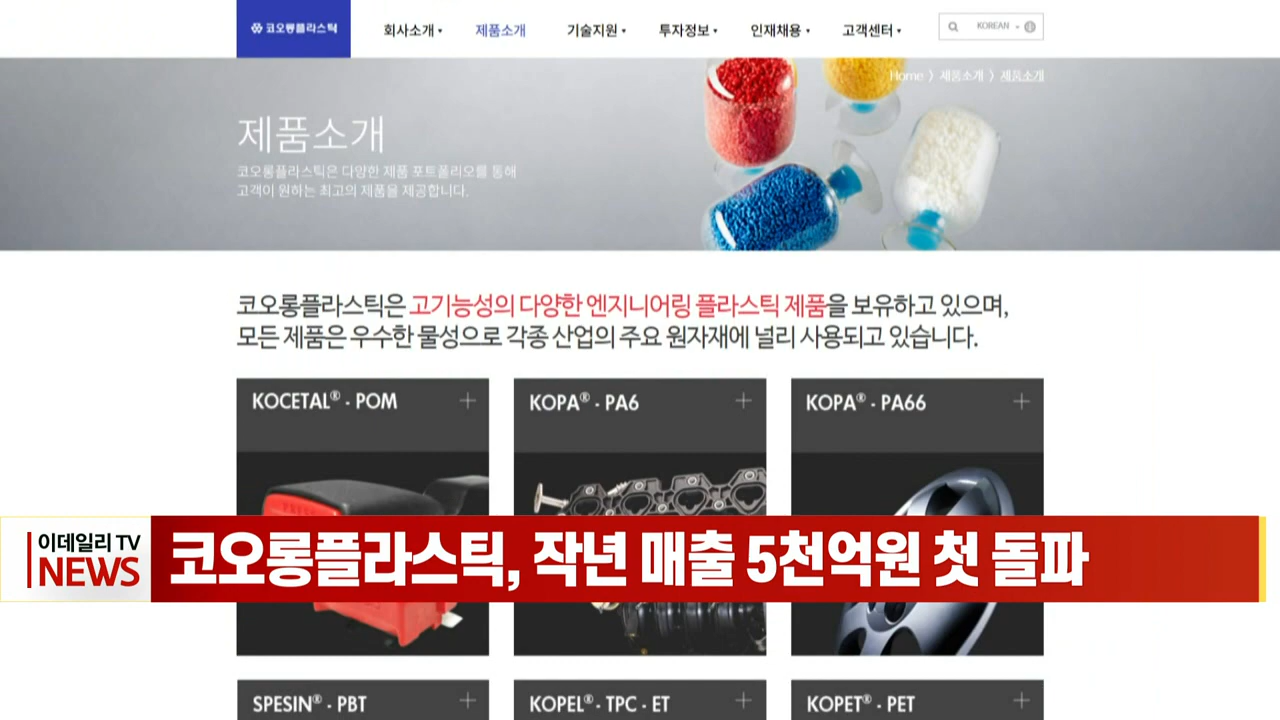 코오롱플라스틱
회사소개
제품소개
기술지원
투자정보
인재채용
고객센터
KOREAN
Home 〉 제품소개 〉 제품소개
제품소개
코오롱플라스틱은 다양한 제품 포트폴리오를 통해
고객이 원하는 최고의 제품을 제공합니다.
코오롱플라스틱은 고기능성의 다양한 엔지니어링 플라스틱 제품을 보유하고 있으며,
모든 제품은 우수한 물성으로 각종 산업의 주요 원자재에 널리 사용되고 있습니다.
KOCETAL® - POM
KOPA® - PA6
KOPA® - PA66
이데일리 TV
NEWS
코오롱플라스틱, 작년 매출 5천억원 첫 돌파
SPESIN® - PBT
KOPEL® - TPC - ET
KOPET® - PET